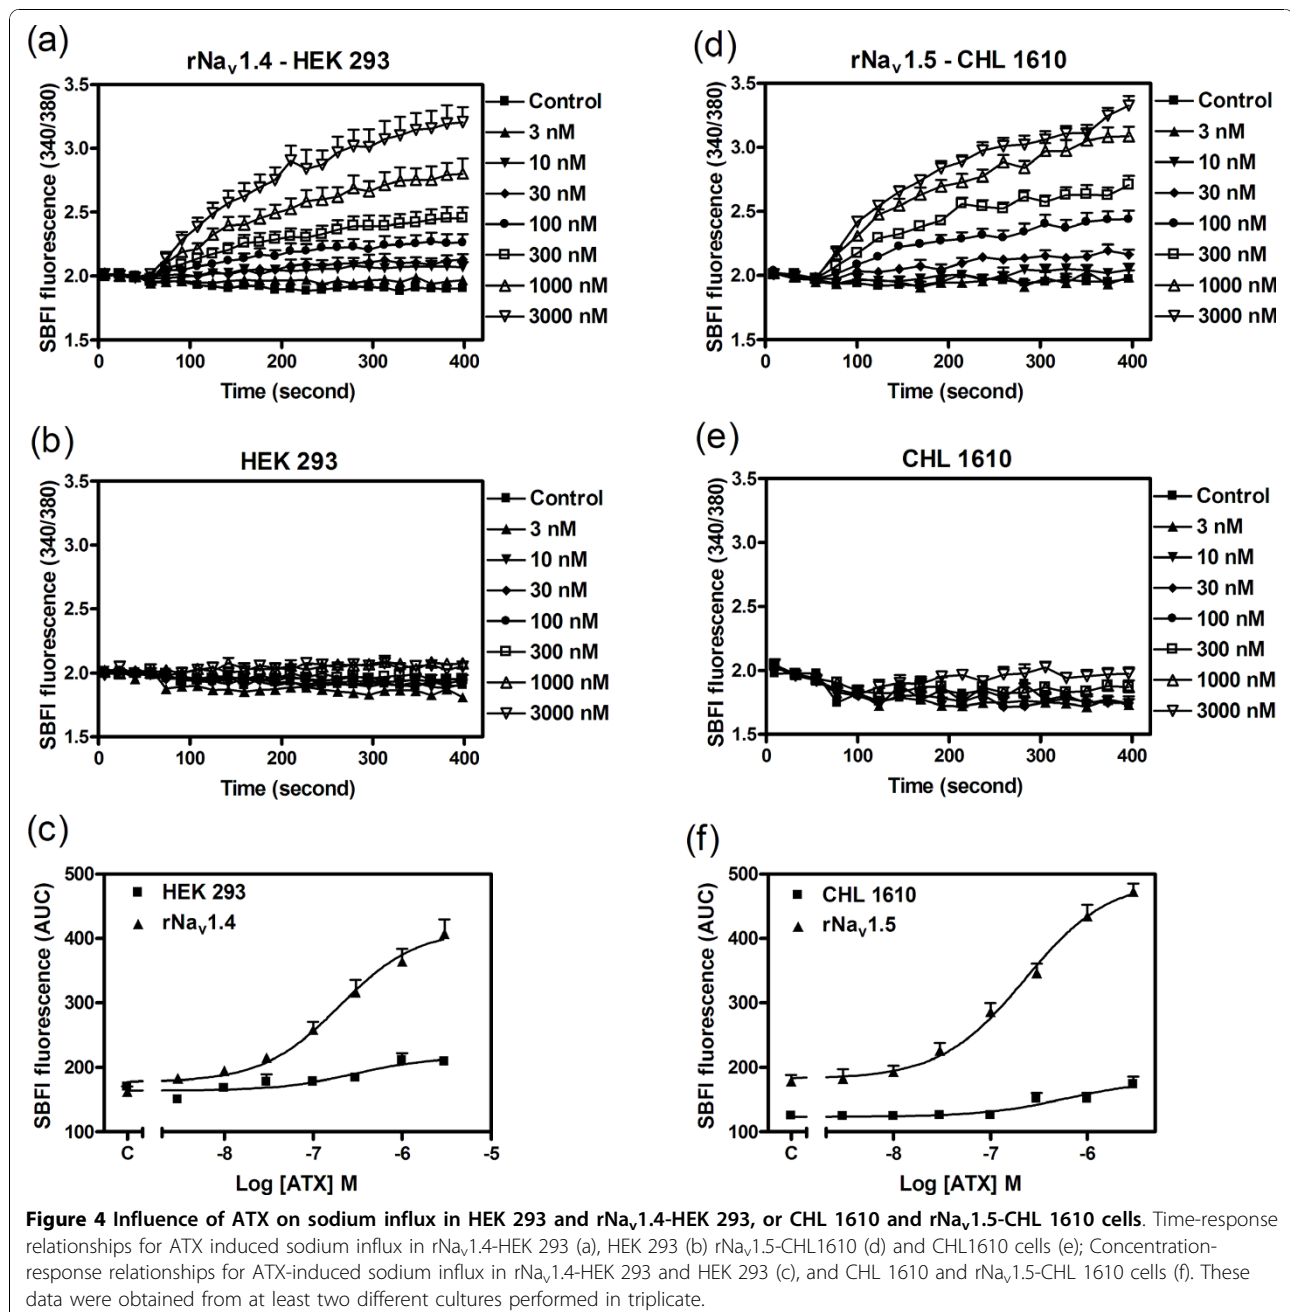 (a)
rNav1.4 - HEK 293
SBFI fluorescence (340/380)
3.5
3.0
2.5
2.0
1.5
0
100
200
300
400
Time (second)
Control
3 nM
10 nM
30 nM
100 nM
300 nM
1000 nM
3000 nM
(d)
rNav1.5 - CHL 1610
SBFI fluorescence (340/380)
3.5
3.0
2.5
2.0
1.5
0
100
200
300
400
Time (second)
Control
3 nM
10 nM
30 nM
100 nM
300 nM
1000 nM
3000 nM
(b)
HEK 293
SBFI fluorescence (340/380)
3.5
3.0
2.5
2.0
1.5
0
100
200
300
400
Time (second)
Control
3 nM
10 nM
30 nM
100 nM
300 nM
1000 nM
3000 nM
(e)
CHL 1610
SBFI fluorescence (340/380)
3.5
3.0
2.5
2.0
1.5
0
100
200
300
400
Time (second)
Control
3 nM
10 nM
30 nM
100 nM
300 nM
1000 nM
3000 nM
(c)
SBFI fluorescence (AUC)
500
400
300
200
100
HEK 293
rNav1.4
C
-8
-7
-6
-5
Log [ATX] M
(f)
SBFI fluorescence (AUC)
500
400
300
200
100
CHL 1610
rNav1.5
C
-8
-7
-6
Log [ATX] M
Figure 4 Influence of ATX on sodium influx in HEK 293 and rNav1.4-HEK 293, or CHL 1610 and rNav1.5-CHL 1610 cells. Time-response
relationships for ATX induced sodium influx in rNav1.4-HEK 293 (a), HEK 293 (b) rNav1.5-CHL1610 (d) and CHL1610 cells (e); Concentration-
response relationships for ATX-induced sodium influx in rNav1.4-HEK 293 and HEK 293 (c), and CHL 1610 and rNav1.5-CHL 1610 cells (f). These
data were obtained from at least two different cultures performed in triplicate.